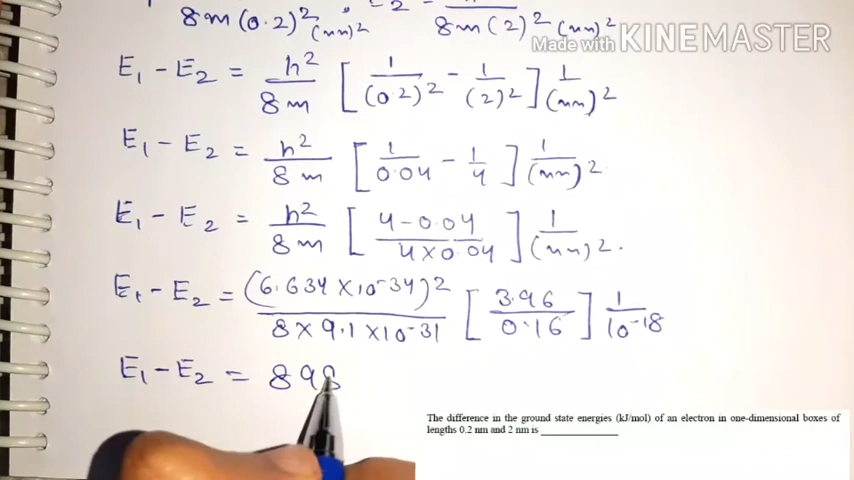 8m(0.2)² (nm)² , 2 = 8m(2)² (nm)²
Made with KINEMASTER
E₁ - E₂ = h²/8m [1/(0.2)² - 1/(2)²] 1/(nm)²
E₁ - E₂ = h²/8m [1/0.04 - 1/4] 1/(nm)²
E₁ - E₂ = h²/8m [4-0.04/4×0.04] 1/(nm)².
E₁ - E₂ = (6.634×10⁻³⁴)²/8×9.1×10⁻³¹ [3.96/0.16] 1/10⁻¹⁸
E₁ - E₂ = 898
The difference in the ground state energies (kJ/mol) of an electron in one-dimensional boxes of
lengths 0.2 nm and 2 nm is ______________